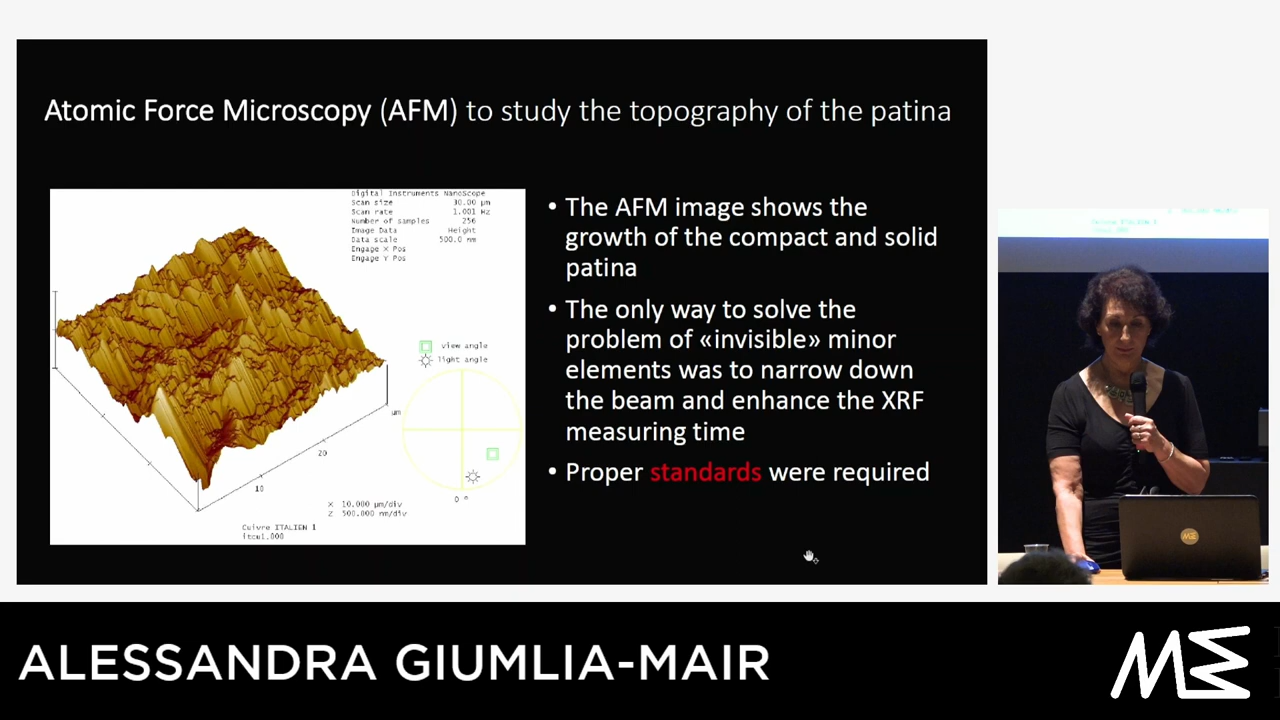 Atomic Force Microscopy (AFM) to study the topography of the patina
Digital Instruments NanoScope
Scan size 30.00 µm
Scan rate 1.001 Hz
Number of samples 256
Image Data Height
Data scale 500.0 nm
Engage X Pos
Engage Y Pos
view angle
light angle
µm
20
10
0 °
X 10.000 µm/div
Z 500.000 nm/div
Cuivre ITALIEN 1
itcu1.000
• The AFM image shows the
growth of the compact and solid
patina
• The only way to solve the
problem of «invisible» minor
elements was to narrow down
the beam and enhance the XRF
measuring time
• Proper standards were required
ALESSANDRA GIUMLIA-MAIR